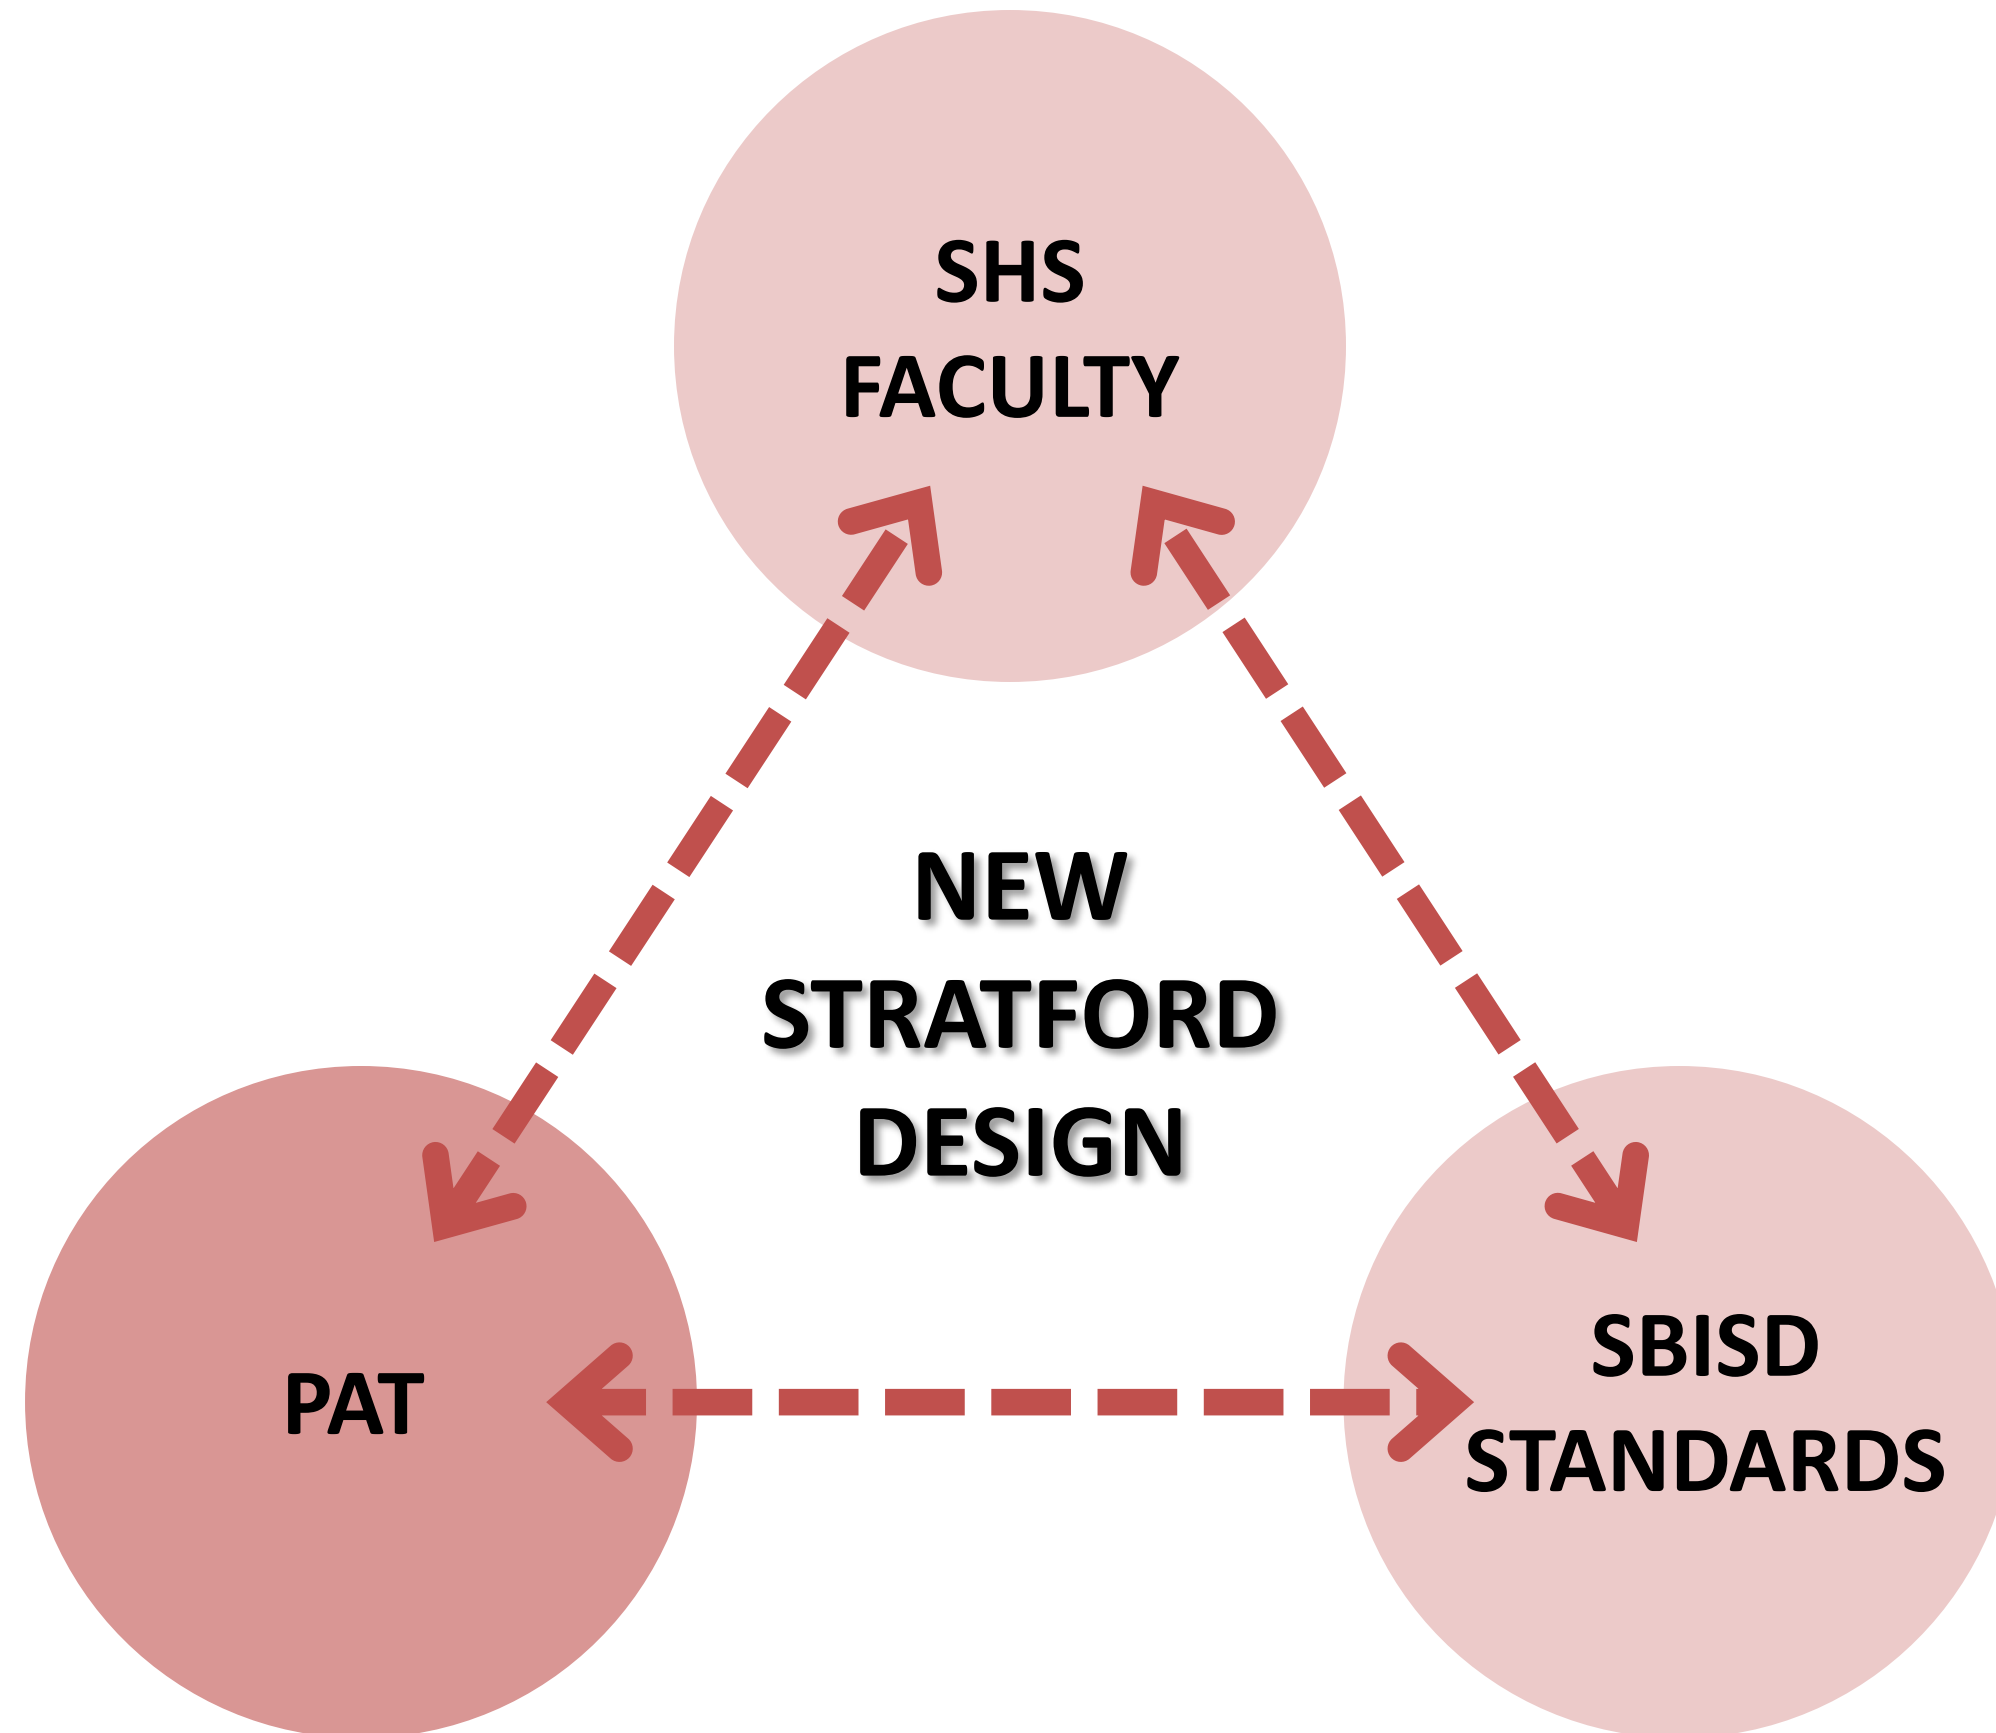 SHS
FACULTY
NEW
STRATFORD
DESIGN
PAT
SBISD
STANDARDS